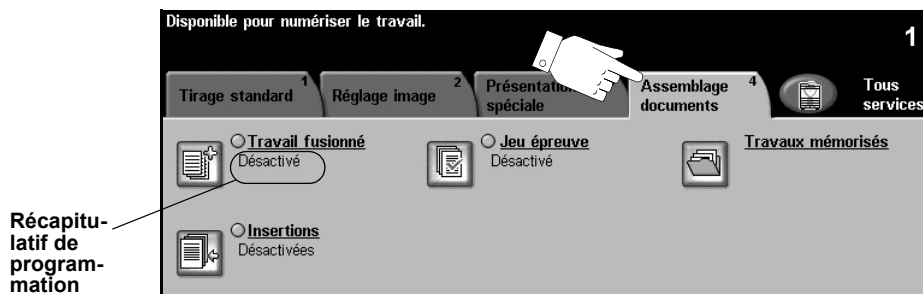 Disponible pour numériser le travail.
1
Tirage standard 1
Réglage image 2
Présentation
spéciale
Assemblage 4
documents
Tous
services
Travail fusionné
Désactivé
Jeu épreuve
Désactivé
Travaux mémorisés
Insertions
Désactivées
Récapitu-
latif de
program-
mation